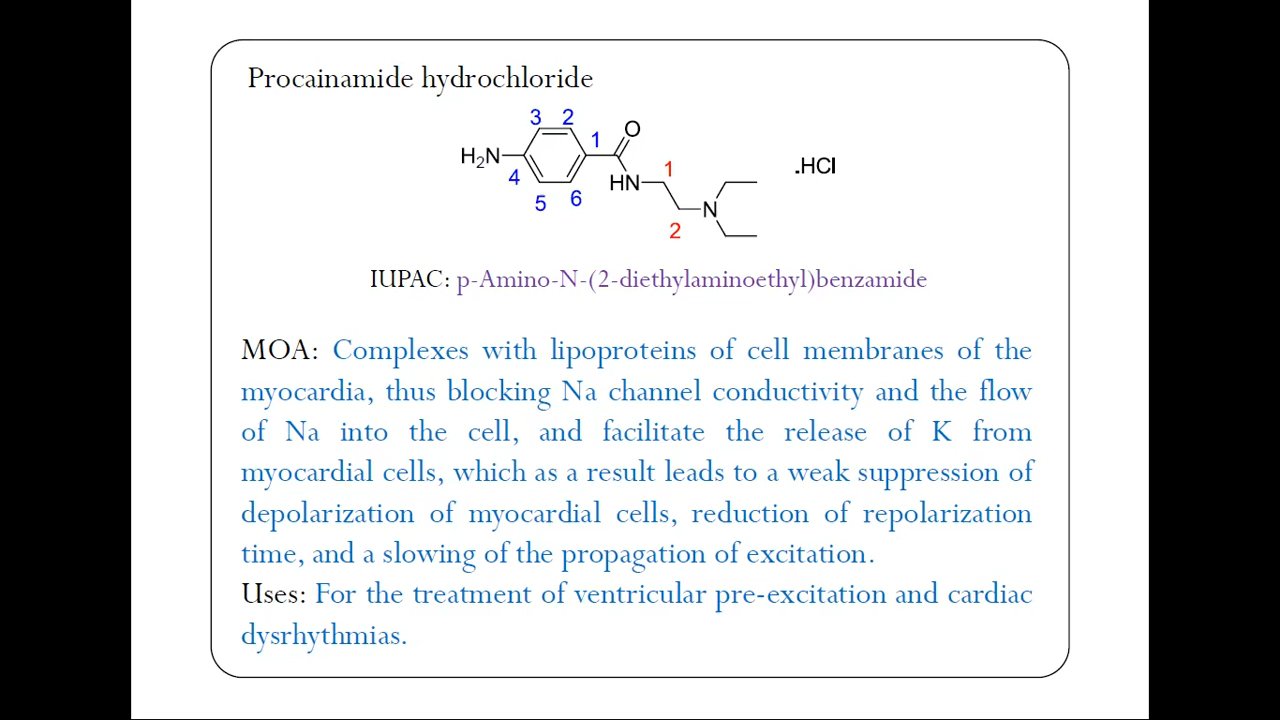 Procainamide hydrochloride
3 2 O
1
H2N 1 .HCl
4 HN
5 6
N
2
IUPAC: p-Amino-N-(2-diethylaminoethyl)benzamide
MOA: Complexes with lipoproteins of cell membranes of the
myocardia, thus blocking Na channel conductivity and the flow
of Na into the cell, and facilitate the release of K from
myocardial cells, which as a result leads to a weak suppression of
depolarization of myocardial cells, reduction of repolarization
time, and a slowing of the propagation of excitation.
Uses: For the treatment of ventricular pre-excitation and cardiac
dysrhythmias.